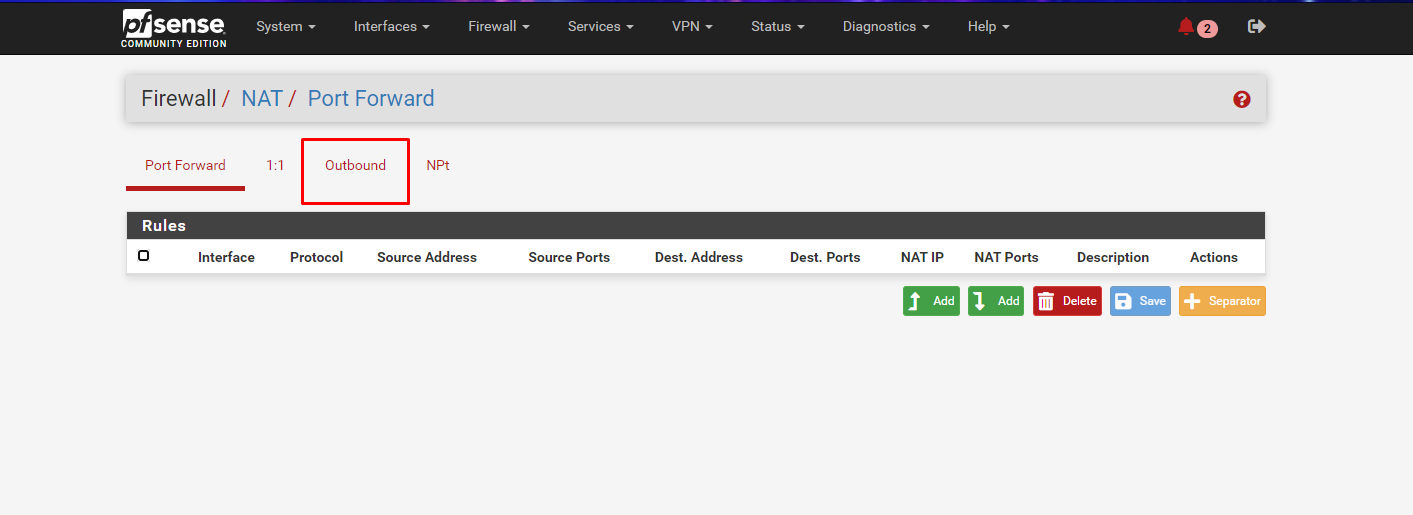 pfsense System Interfaces Firewall Services VPN Status Diagnostics Help 2
COMMUNITY EDITION
Firewall / NAT / Port Forward
Port Forward 1:1 Outbound NPt
Rules
Interface Protocol Source Address Source Ports Dest. Address Dest. Ports NAT IP NAT Ports Description Actions
Add Add Delete Save Separator